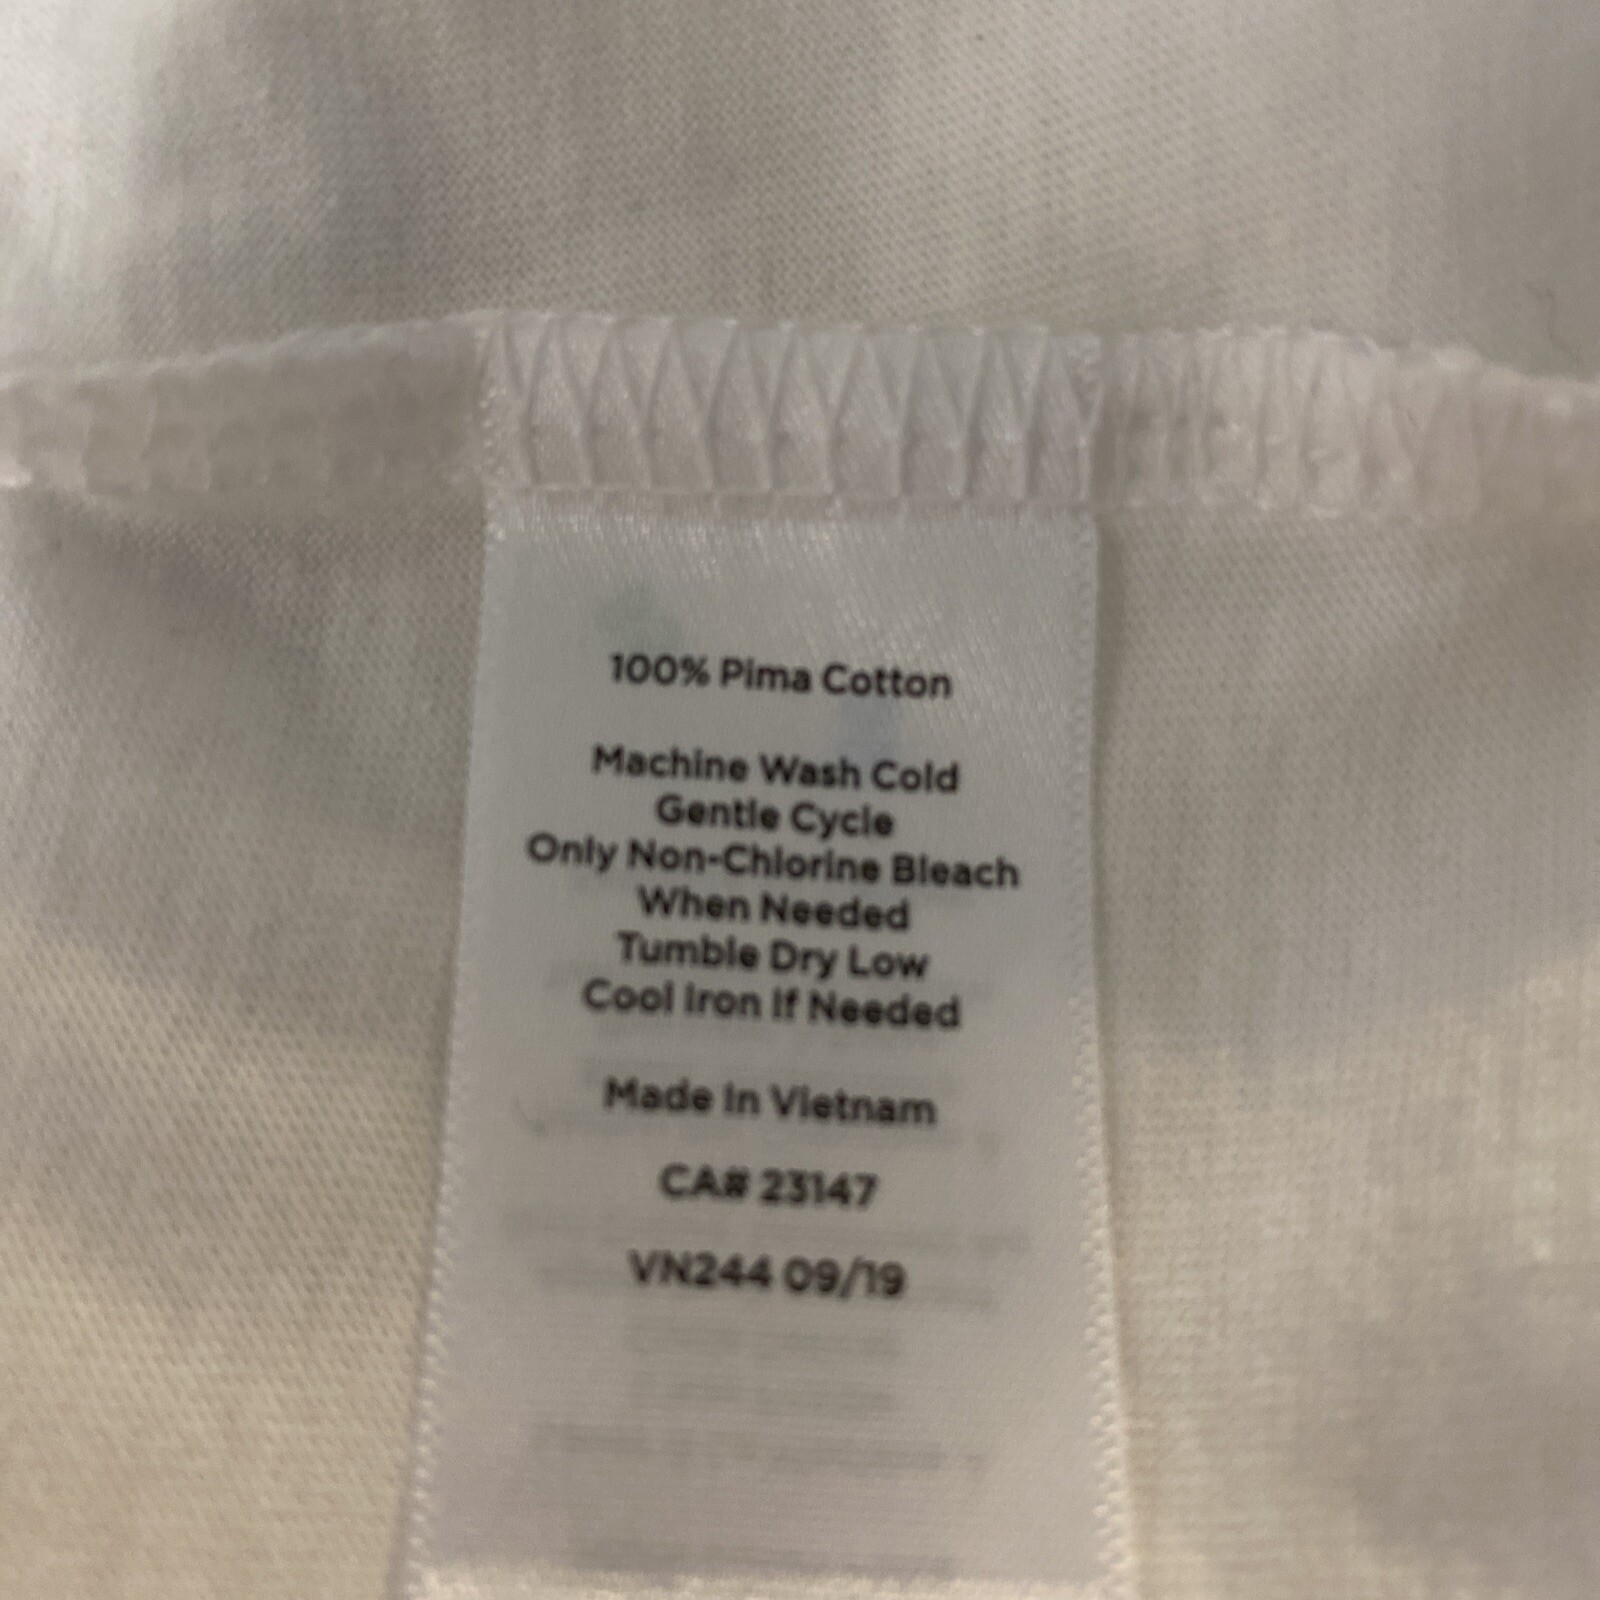 100% Pima Cotton
Machine Wash Cold
Gentle Cycle
Only Non-Chlorine Bleach
When Needed
Tumble Dry Low
Cool Iron If Needed
Made In Vietnam
CA# 23147
VN244 09/19